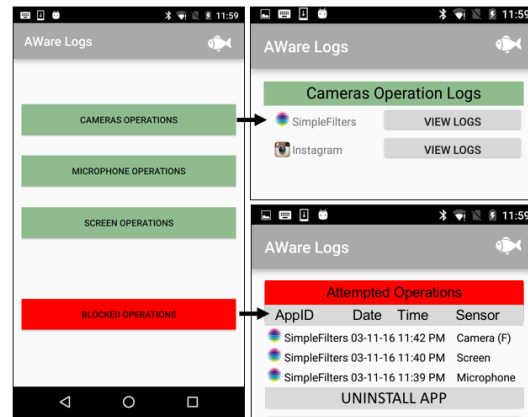 11:59
AWare Logs
CAMERAS OPERATIONS
MICROPHONE OPERATIONS
SCREEN OPERATIONS
BLOCKED OPERATIONS
11:59
AWare Logs
Cameras Operation Logs
SimpleFilters VIEW LOGS
Instagram VIEW LOGS
11:59
AWare Logs
Attempted Operations
AppID Date Time Sensor
SimpleFilters 03-11-16 11:42 PM Camera (F)
SimpleFilters 03-11-16 11:40 PM Screen
SimpleFilters 03-11-16 11:39 PM Microphone
UNINSTALL APP